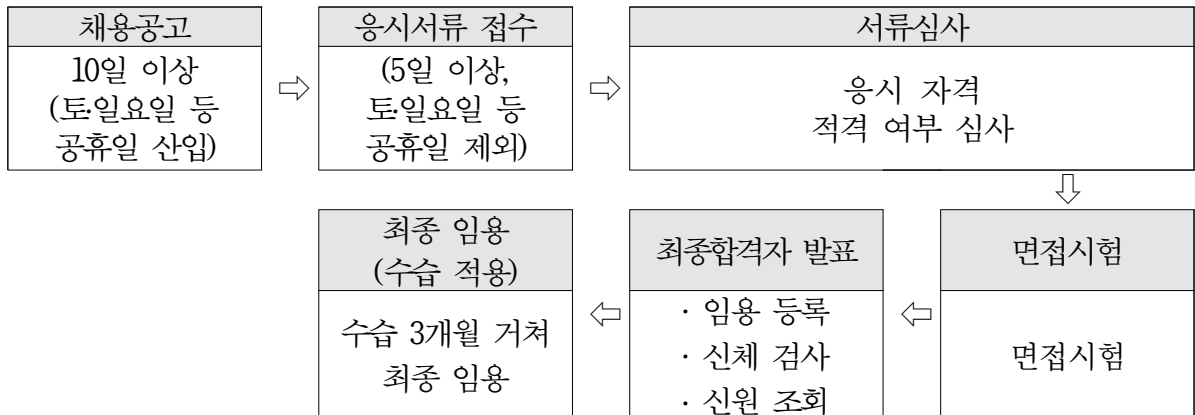 채용공고
10일 이상
(토·일요일 등
공휴일 산입)
⇨
응시서류 접수
(5일 이상,
토·일요일 등
공휴일 제외)
⇨
서류심사
응시 자격
적격 여부 심사
⇩
면접시험
면접시험
⇦
최종합격자 발표
· 임용 등록
· 신체 검사
· 신원 조회
⇦
최종 임용
(수습 적용)
수습 3개월 거쳐
최종 임용